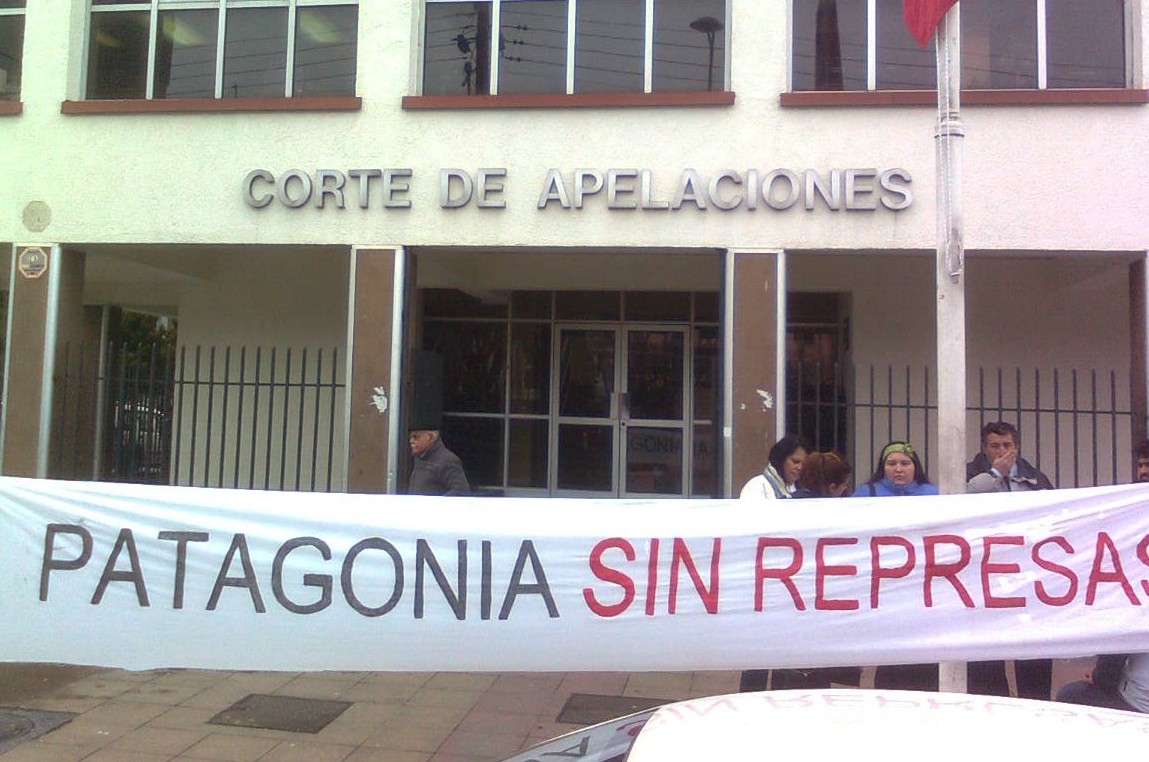 CORTE DE APELACIONES
PATAGONIA SIN REPRESAS